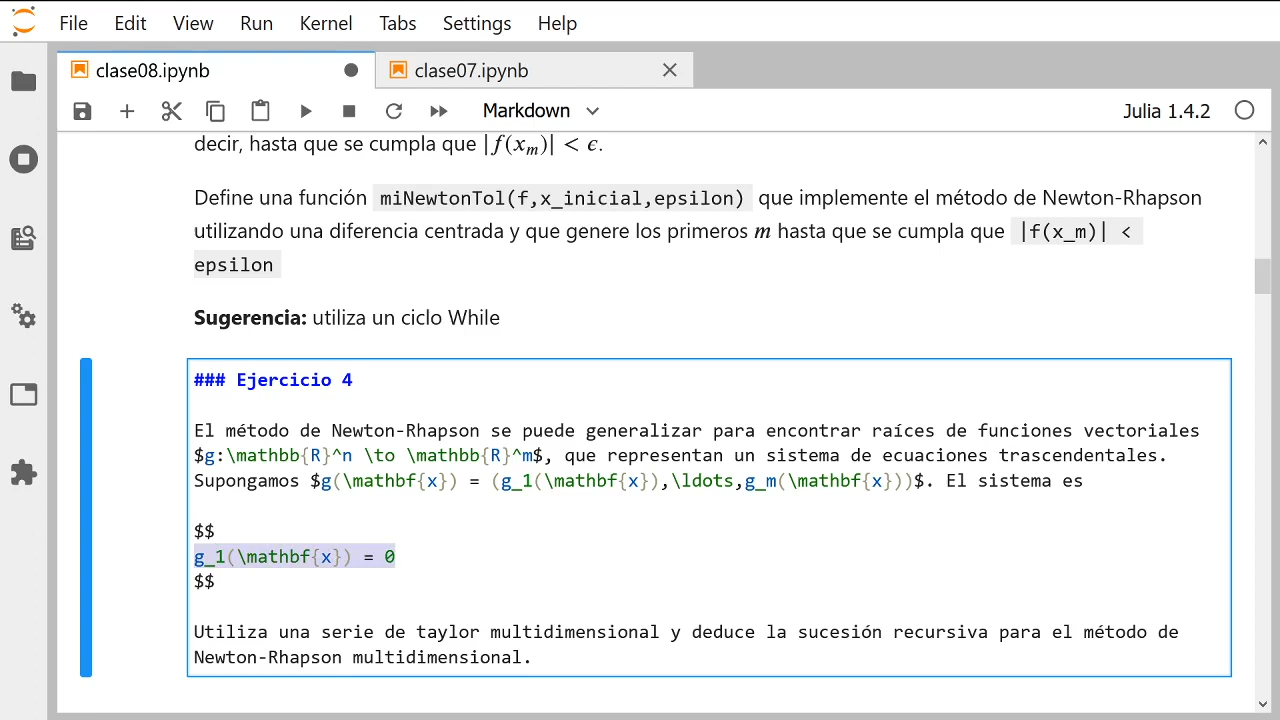 File Edit View Run Kernel Tabs Settings Help
clase08.ipynb
clase07.ipynb
Markdown
Julia 1.4.2
decir, hasta que se cumpla que |f(x_m)| < ϵ.
Define una función miNewtonTol(f,x_inicial,epsilon) que implemente el método de Newton-Rhapson
utilizando una diferencia centrada y que genere los primeros m hasta que se cumpla que |f(x_m)| <
epsilon
Sugerencia: utiliza un ciclo While
### Ejercicio 4
El método de Newton-Rhapson se puede generalizar para encontrar raíces de funciones vectoriales
$g:\mathbb{R}^n \to \mathbb{R}^m$, que representan un sistema de ecuaciones trascendentales.
Supongamos $g(\mathbf{x}) = (g_1(\mathbf{x}),\ldots,g_m(\mathbf{x}))$. El sistema es
$$
g_1(\mathbf{x}) = 0
$$
Utiliza una serie de taylor multidimensional y deduce la sucesión recursiva para el método de
Newton-Rhapson multidimensional.